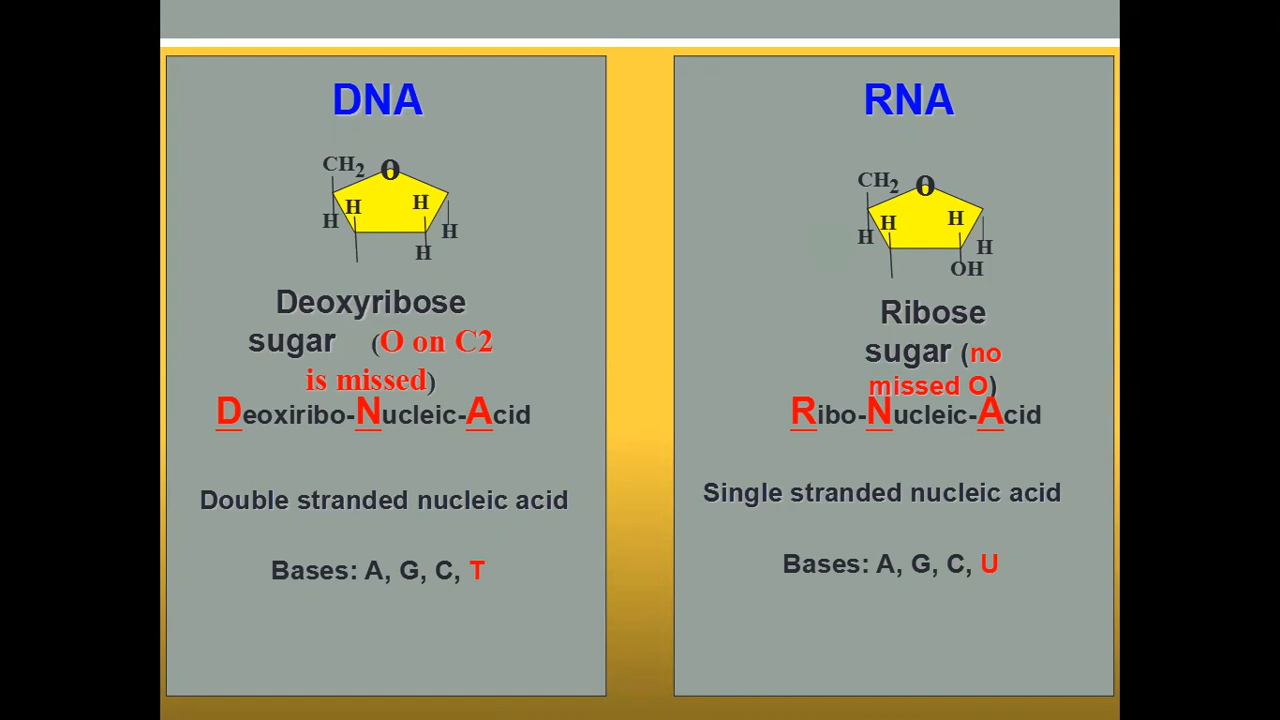 DNA
CH2 O
H H
H H
H
Deoxyribose
sugar (O on C2
is missed)
Deoxiribo-Nucleic-Acid
Double stranded nucleic acid
Bases: A, G, C, T
RNA
CH2 O
H H
H H
OH
Ribose
sugar (no
missed O)
Ribo-Nucleic-Acid
Single stranded nucleic acid
Bases: A, G, C, U